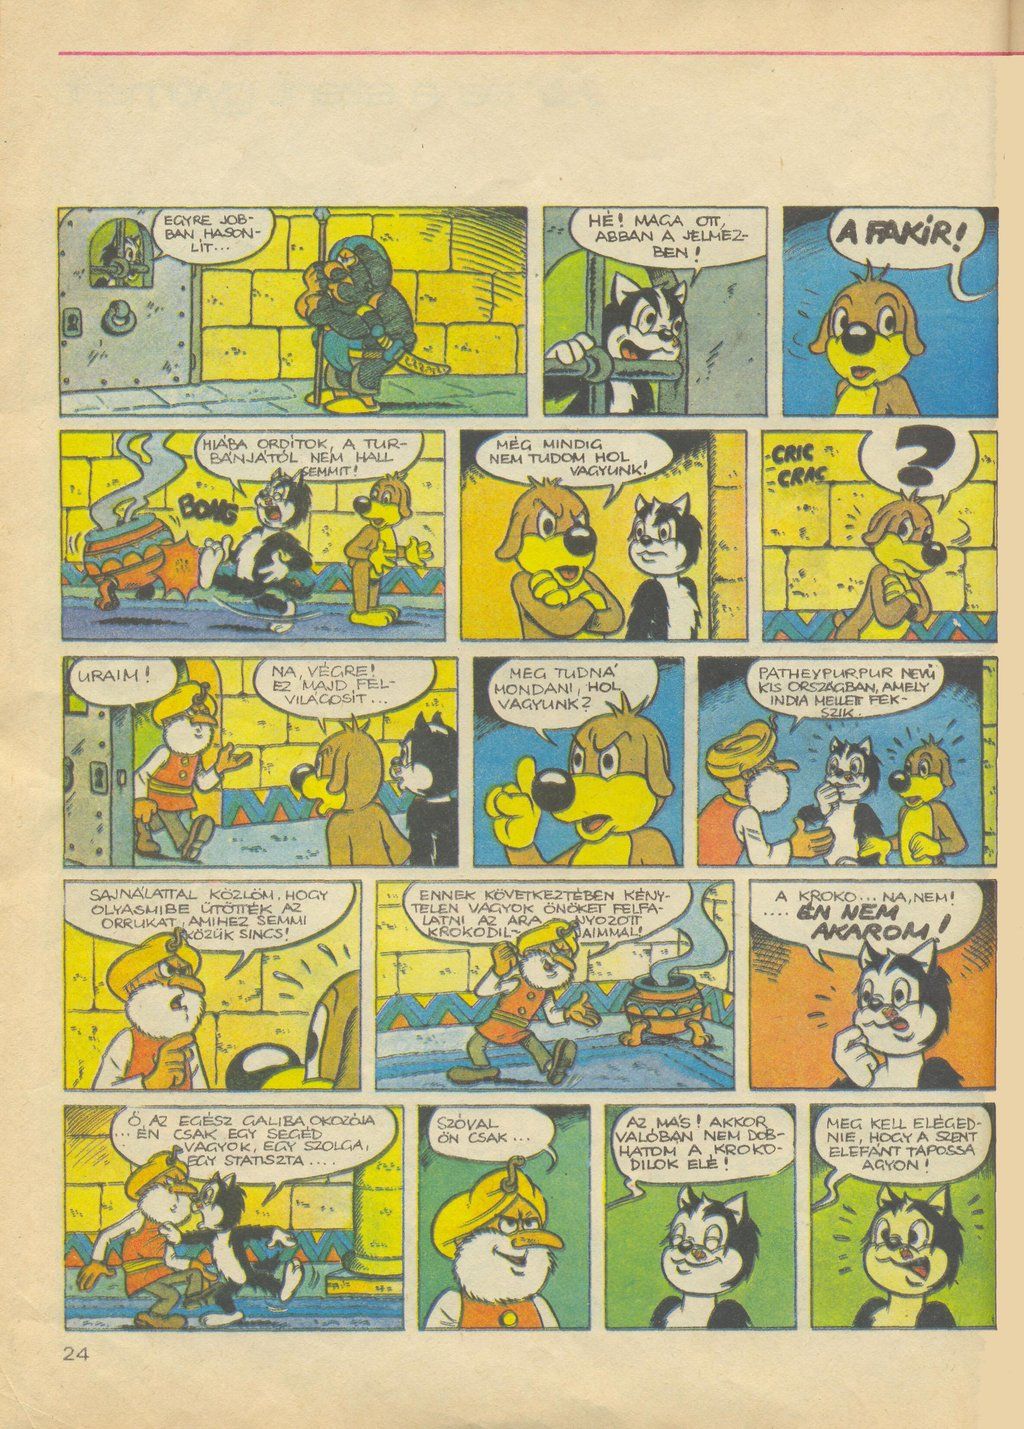 EGYRE JOB-
BAN HASON-
LÍT...
HÉ! MAGA OTT,
ABBAN A JELMEZ-
BEN!
A FAKÍR!
HIÁBA ORDÍTOK, A TUR-
BÁNJÁTÓL NEM HALL
SEMMIT!
BONG
MÉG MINDIG
NEM TUDOM HOL
VAGYUNK!
CRIC
CRAC
?
URAIM!
NA, VÉGRE!
EZ MAJD FEL-
VILÁGOSÍT...
MEG TUDNÁ
MONDANI, HOL
VAGYUNK?
PATHEYPURPUR NEVŰ
KIS ORSZÁGBAN, AMELY
INDIA MELLETT FEK-
SZIK.
SAJNÁLATTAL KÖZLÖM, HOGY
OLYASMIBE ÜTÖTTÉK AZ
ORRUKAT, AMIHEZ SEMMI
KÖZÜK SINCS!
ENNEK KÖVETKEZTÉBEN KÉNY-
TELEN VAGYOK ÖNÖKET FELFA-
LATNI AZ ARA NYOZOTT
KROKODIL- JAIMMAL!
A KROKO... NA, NEM!
.... ÉN NEM
AKAROM!
Ő, AZ EGÉSZ GALIBA OKOZÓJA
... ÉN CSAK EGY SEGÉD
VAGYOK, EGY SZOLGA,
EGY STATISZTA ....
SZÓVAL
ÖN CSAK ...
AZ MÁS! AKKOR
VALÓBAN NEM DOB-
HATOM A KROKO-
DILOK ELÉ!
MEG KELL ELÉGED-
NIE, HOGY A SZENT
ELEFÁNT TAPOSSA
AGYON!
24